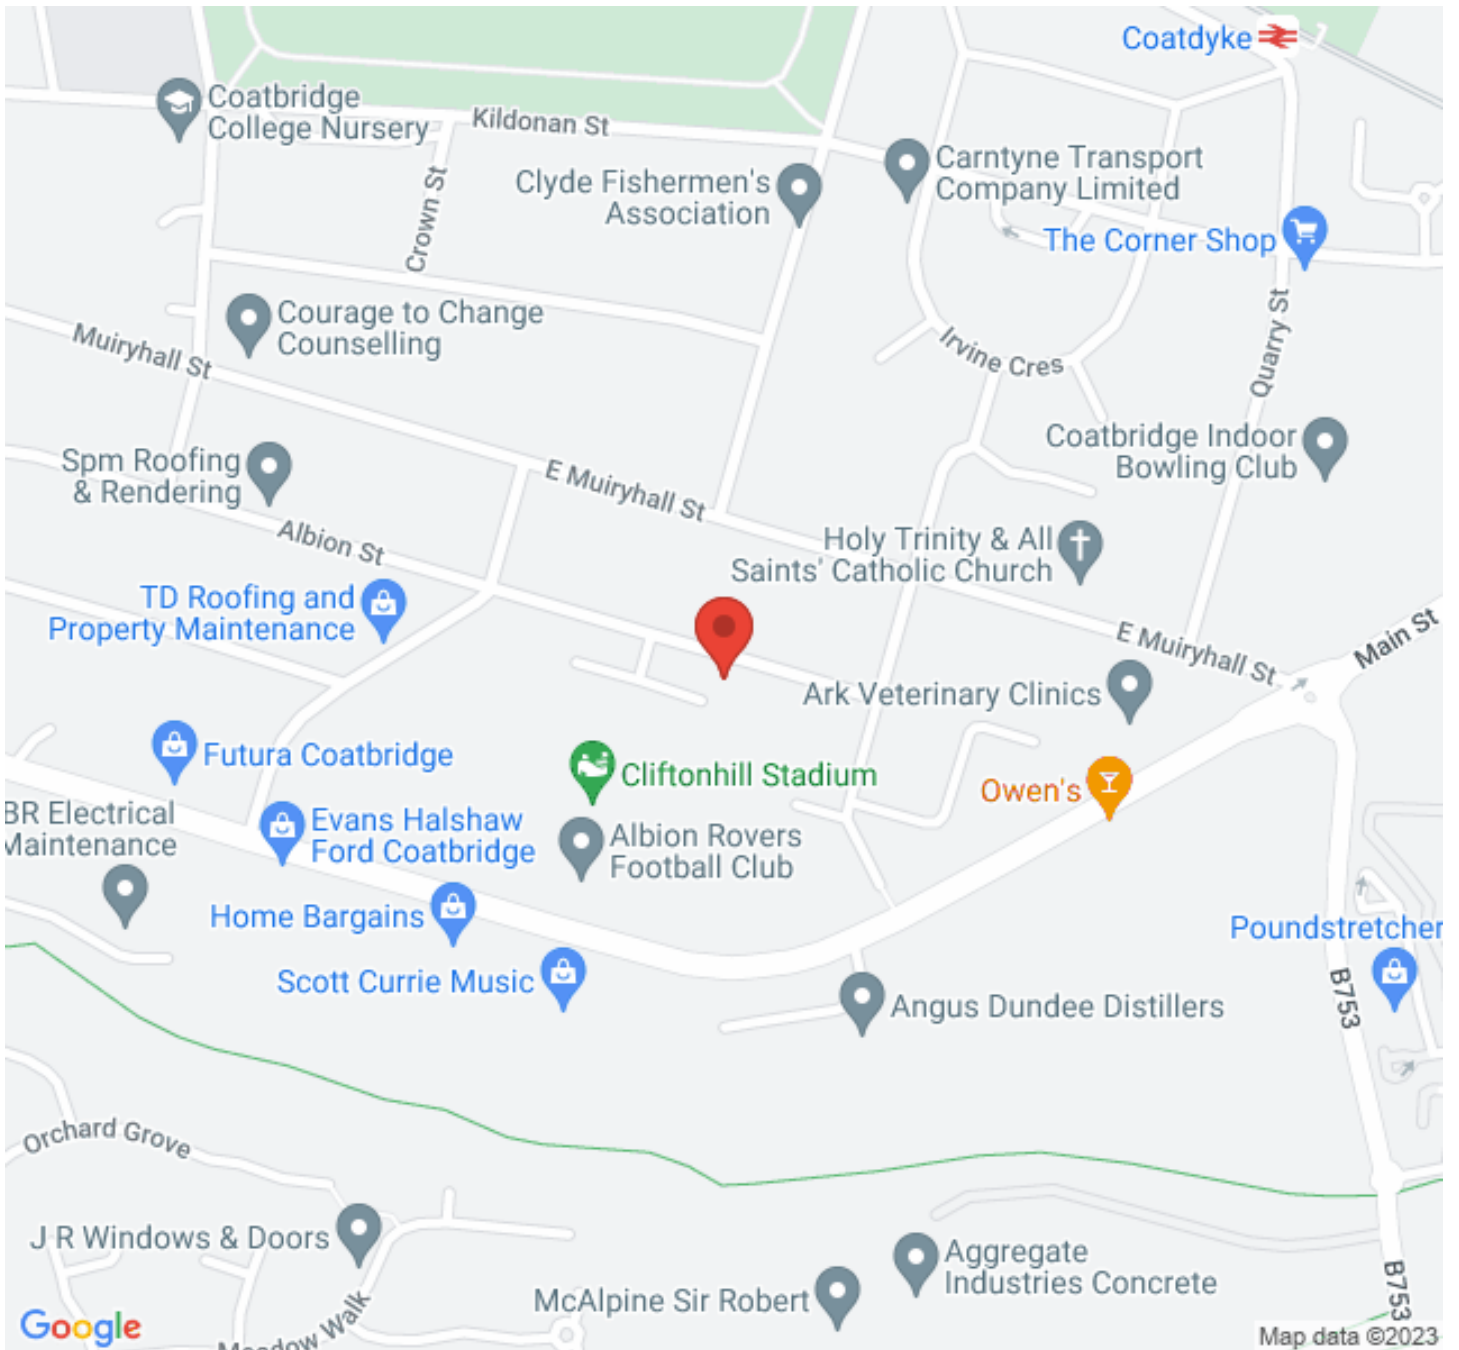 Coatdyke
Coatbridge
College Nursery
Kildonan St
Clyde Fishermen's
Association
Carntyne Transport
Company Limited
Crown St
The Corner Shop
Courage to Change
Counselling
Muiryhall St
Irvine Cres
Quarry St
Coatbridge Indoor
Bowling Club
Spm Roofing
& Rendering
E Muiryhall St
Albion St
Holy Trinity & All
Saints' Catholic Church
TD Roofing and
Property Maintenance
E Muiryhall St
Main St
Ark Veterinary Clinics
Futura Coatbridge
Cliftonhill Stadium
Owen's
BR Electrical
Maintenance
Evans Halshaw
Ford Coatbridge
Albion Rovers
Football Club
Home Bargains
Poundstretcher
Scott Currie Music
B753
Angus Dundee Distillers
Orchard Grove
J R Windows & Doors
Aggregate
Industries Concrete
McAlpine Sir Robert
B753
Meadow Walk
Google
Map data ©2023